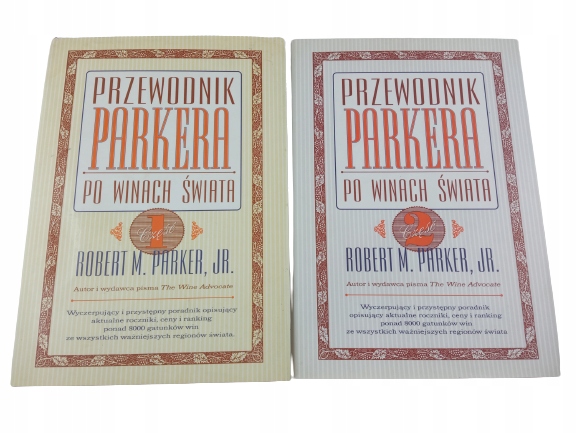 PRZEWODNIK
PARKERA
PO WINACH ŚWIATA
1
Część
ROBERT M. PARKER, JR.
Autor i wydawca pisma The Wine Advocate
Wyczerpujący i przystępny poradnik opisujący
aktualne roczniki, ceny i ranking
ponad 8000 gatunków win
ze wszystkich ważniejszych regionów świata.
PRZEWODNIK
PARKERA
PO WINACH ŚWIATA
2
Część
ROBERT M. PARKER, JR.
Autor i wydawca pisma The Wine Advocate
Wyczerpujący i przystępny poradnik
opisujący aktualne roczniki, ceny i ranking
ponad 8000 gatunków win
ze wszystkich ważniejszych regionów świata